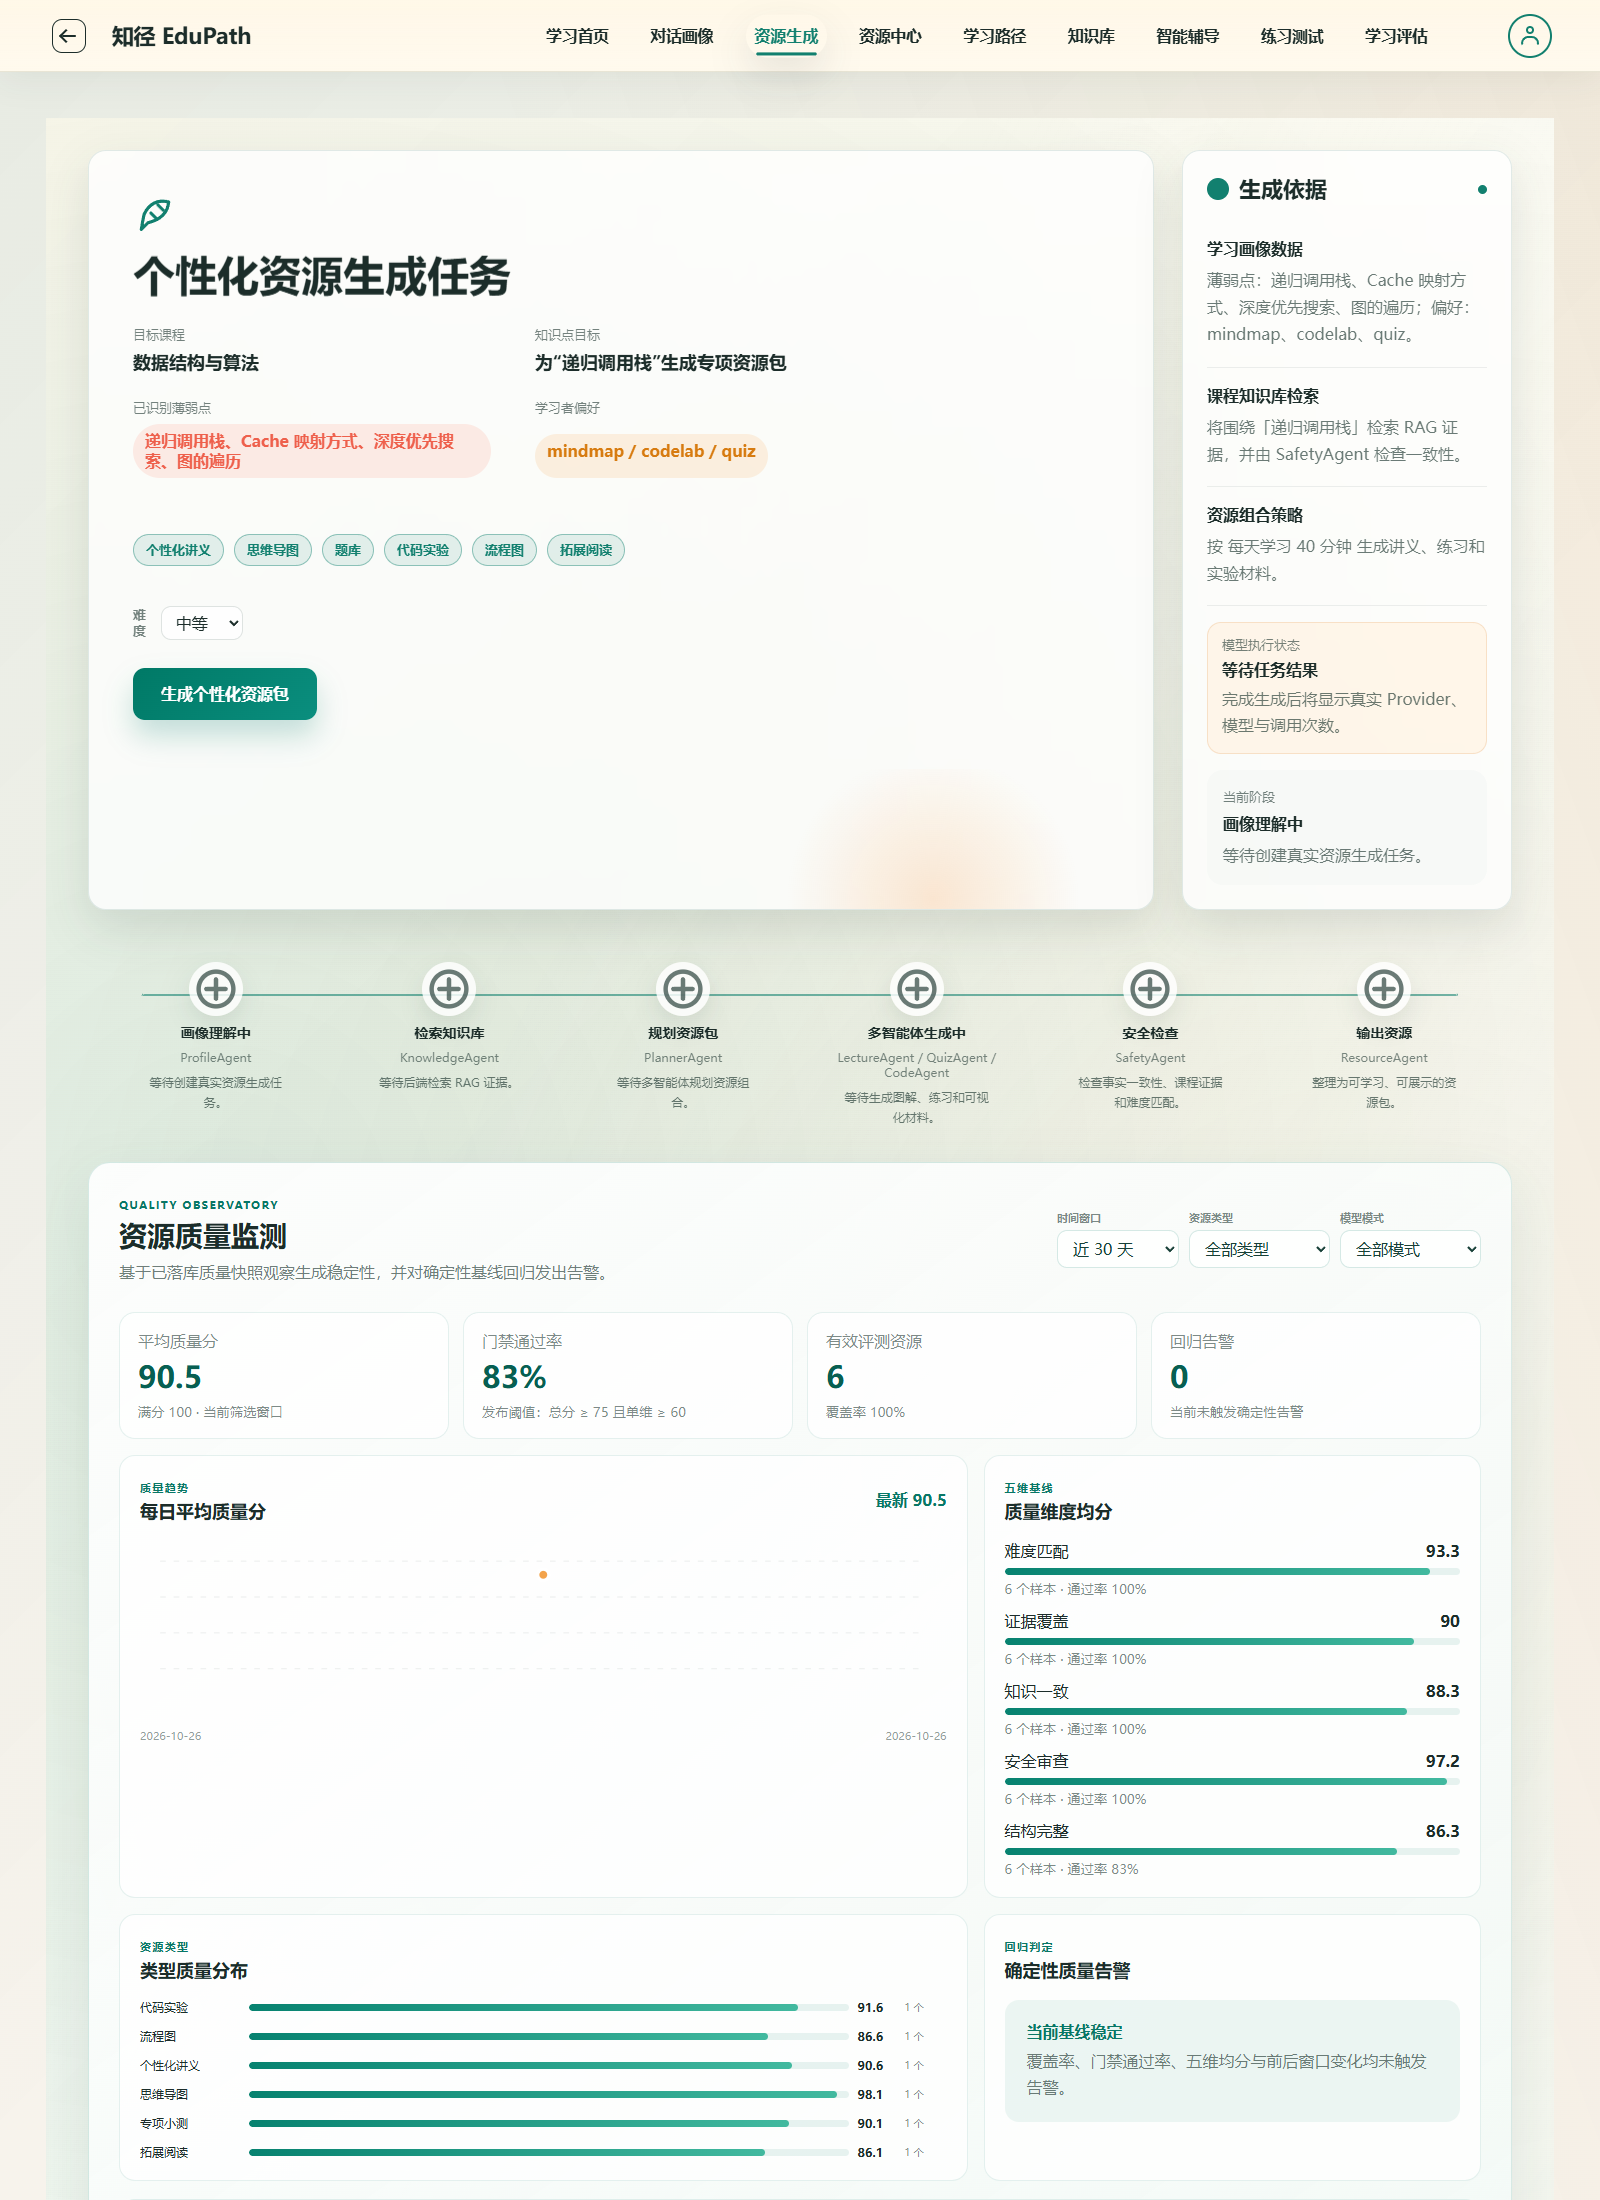 知径 EduPath
学习首页
对话画像
资源生成
资源中心
学习路径
知识库
智能辅导
练习测试
学习评估
个性化资源生成任务
目标课程
数据结构与算法
知识点目标
为“递归调用栈”生成专项资源包
已识别薄弱点
递归调用栈、Cache 映射方式、深度优先搜
索、图的遍历
学习者偏好
mindmap / codelab / quiz
个性化讲义
思维导图
题库
代码实验
流程图
拓展阅读
难
度
中等
生成个性化资源包
生成依据
学习画像数据
薄弱点：递归调用栈、Cache 映射方
式、深度优先搜索、图的遍历；偏好：
mindmap、codelab、quiz。
课程知识库检索
将围绕「递归调用栈」检索 RAG 证
据，并由 SafetyAgent 检查一致性。
资源组合策略
按 每天学习 40 分钟 生成讲义、练习和
实验材料。
模型执行状态
等待任务结果
完成生成后将显示真实 Provider、
模型与调用次数。
当前阶段
画像理解中
等待创建真实资源生成任务。
画像理解中
ProfileAgent
等待创建真实资源生成任
务。
检索知识库
KnowledgeAgent
等待后端检索 RAG 证据。
规划资源包
PlannerAgent
等待多智能体规划资源组
合。
多智能体生成中
LectureAgent / QuizAgent /
CodeAgent
等待生成图解、练习和可视
化材料。
安全检查
SafetyAgent
检查事实一致性、课程证据
和难度匹配。
输出资源
ResourceAgent
整理为可学习、可展示的资
源包。
QUALITY OBSERVATORY
资源质量监测
基于已落库质量快照观察生成稳定性，并对确定性基线回归发出告警。
时间窗口
近 30 天
资源类型
全部类型
模型模式
全部模式
平均质量分
90.5
满分 100 · 当前筛选窗口
门禁通过率
83%
发布阈值：总分 ≥ 75 且单维 ≥ 60
有效评测资源
6
覆盖率 100%
回归告警
0
当前未触发确定性告警
质量趋势
每日平均质量分
最新 90.5
2026-10-26
2026-10-26
五维基线
质量维度均分
难度匹配
93.3
6 个样本 · 通过率 100%
证据覆盖
90
6 个样本 · 通过率 100%
知识一致
88.3
6 个样本 · 通过率 100%
安全审查
97.2
6 个样本 · 通过率 100%
结构完整
86.3
6 个样本 · 通过率 83%
资源类型
类型质量分布
代码实验
91.6
1 个
流程图
86.6
1 个
个性化讲义
90.6
1 个
思维导图
98.1
1 个
专项小测
90.1
1 个
拓展阅读
86.1
1 个
回归判定
确定性质量告警
当前基线稳定
覆盖率、门禁通过率、五维均分与前后窗口变化均未触发
告警。